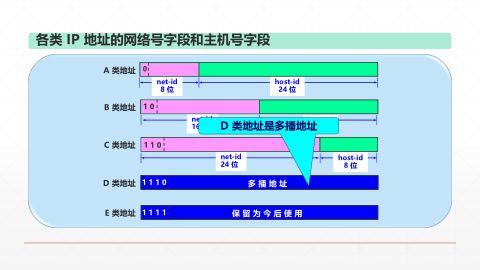 各类 IP 地址的网络号字段和主机号字段
A 类地址
0
net-id
8 位
host-id
24 位
B 类地址
1 0
D 类地址是多播地址
C 类地址
1 1 0
net-id
24 位
host-id
8 位
D 类地址
1 1 1 0
多 播 地 址
E 类地址
1 1 1 1
保 留 为 今 后 使 用